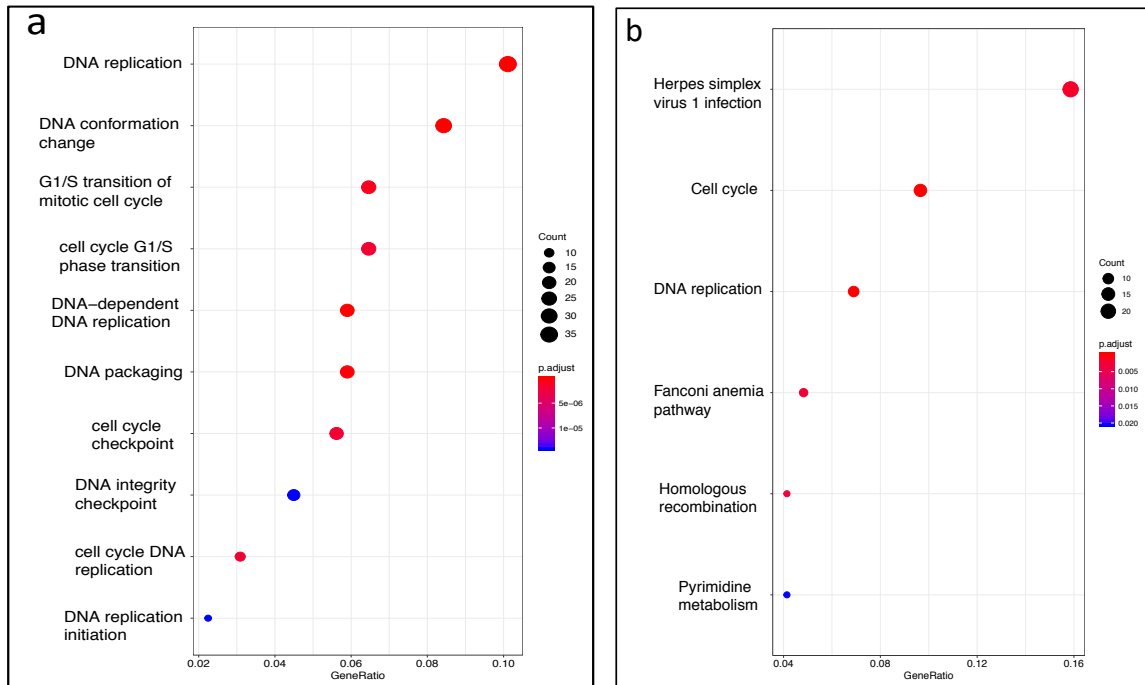 a
DNA replication
DNA conformation
change
G1/S transition of
mitotic cell cycle
cell cycle G1/S
phase transition
DNA−dependent
DNA replication
DNA packaging
cell cycle
checkpoint
DNA integrity
checkpoint
cell cycle DNA
replication
DNA replication
initiation
0.02 0.04 0.06 0.08 0.10
GeneRatio
Count
10
15
20
25
30
35
p.adjust
5e−06
1e−05
b
Herpes simplex
virus 1 infection
Cell cycle
DNA replication
Fanconi anemia
pathway
Homologous
recombination
Pyrimidine
metabolism
0.04 0.08 0.12 0.16
GeneRatio
Count
10
15
20
p.adjust
0.005
0.010
0.015
0.020